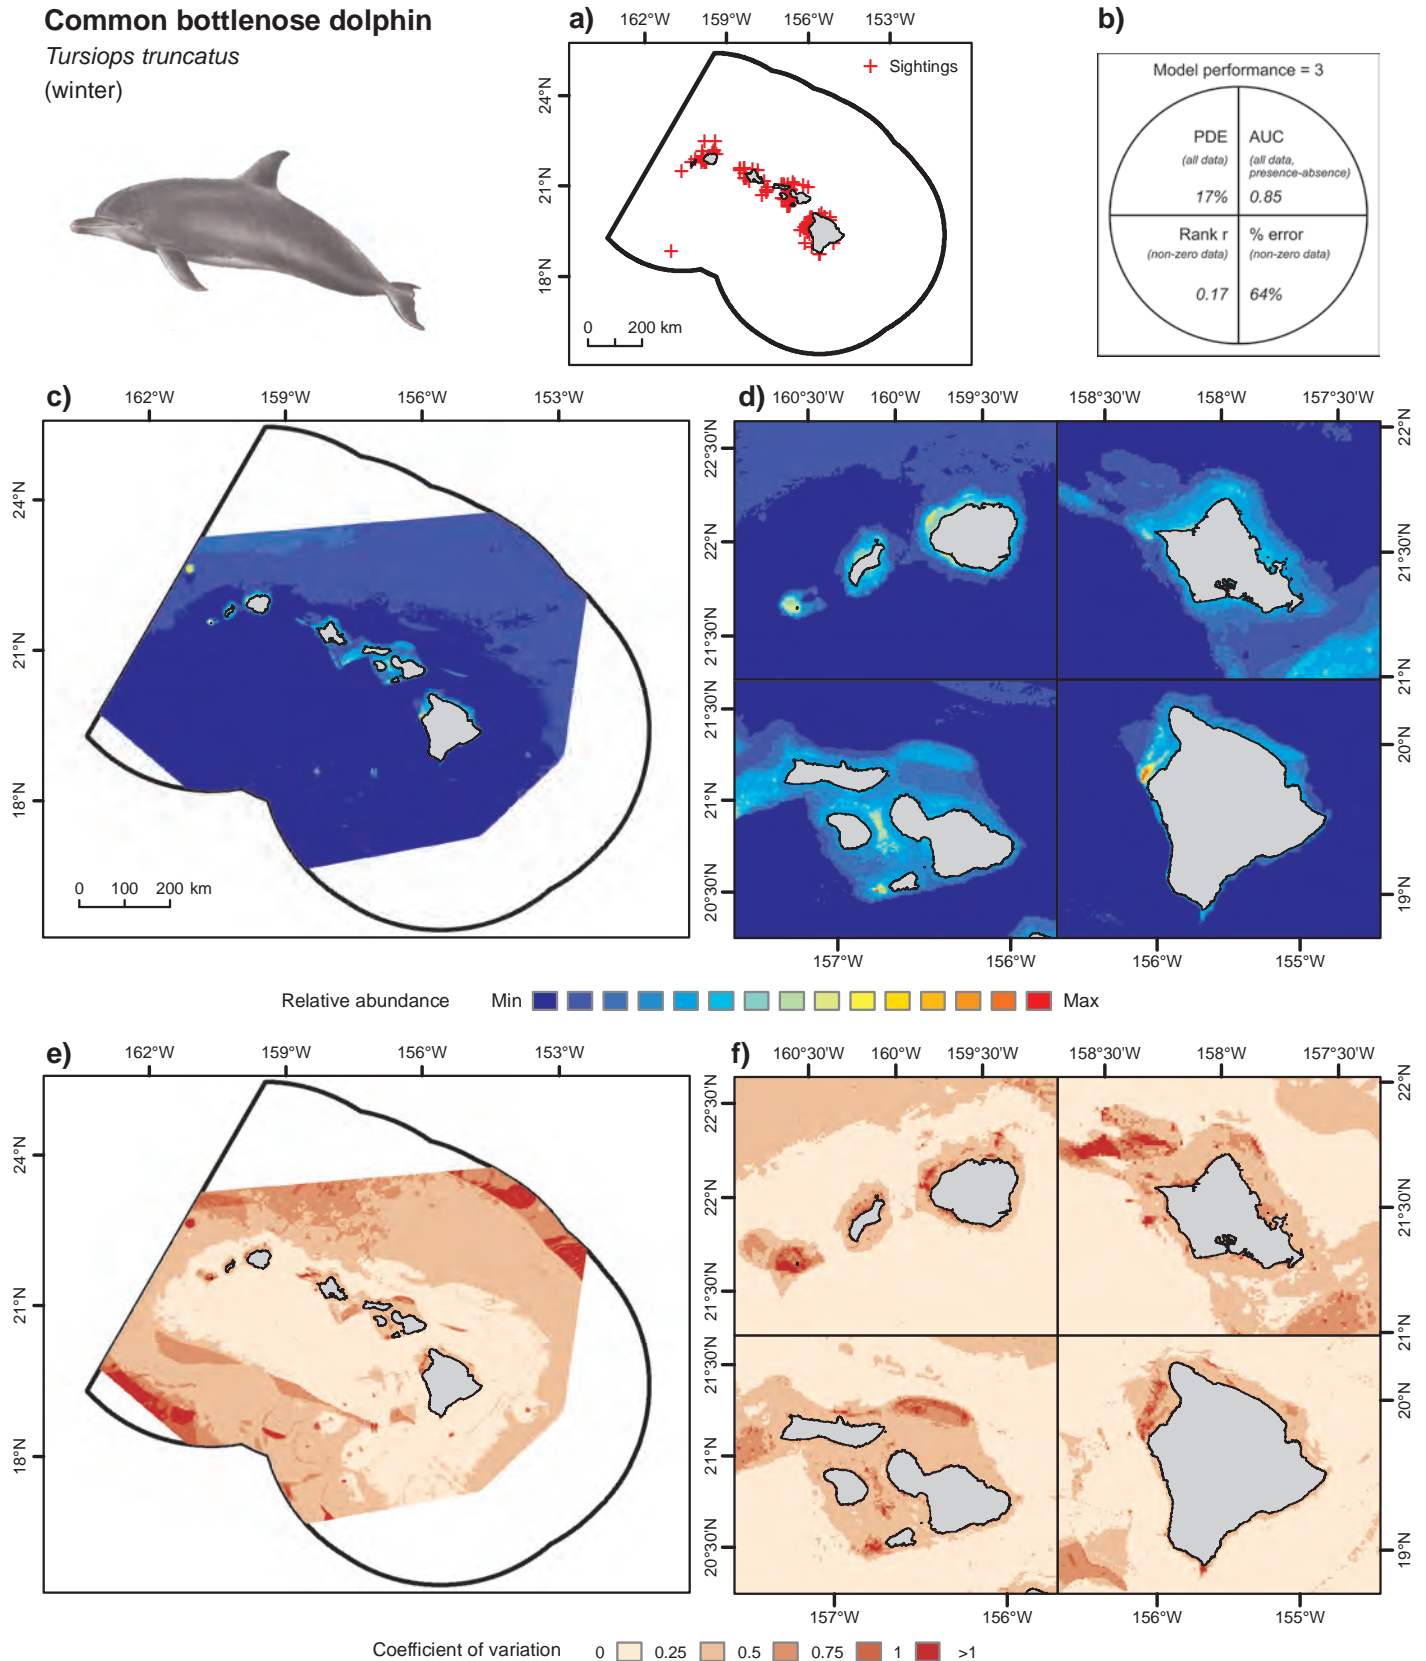 Common bottlenose dolphin
Tursiops truncatus
(winter)
a)
162°W 159°W 156°W 153°W
24°N
21°N
18°N
Sightings
0 200 km
b)
Model performance = 3
PDE
(all data)
17%
AUC
(all data,
presence-absence)
0.85
Rank r
(non-zero data)
0.17
% error
(non-zero data)
64%
c)
162°W 159°W 156°W 153°W
24°N
21°N
18°N
0 100 200 km
d)
160°30'W 160°W 159°30'W 158°30'W 158°W 157°30'W
22°30'N
22°N
21°30'N
22°N
21°30'N
21°N
21°30'N
21°N
20°30'N
20°N
19°N
157°W 156°W 156°W 155°W
Relative abundance Min Max
e)
162°W 159°W 156°W 153°W
24°N
21°N
18°N
f)
160°30'W 160°W 159°30'W 158°30'W 158°W 157°30'W
22°30'N
22°N
21°30'N
22°N
21°30'N
21°N
21°30'N
21°N
20°30'N
20°N
19°N
157°W 156°W 156°W 155°W
Coefficient of variation 0 0.25 0.5 0.75 1 >1